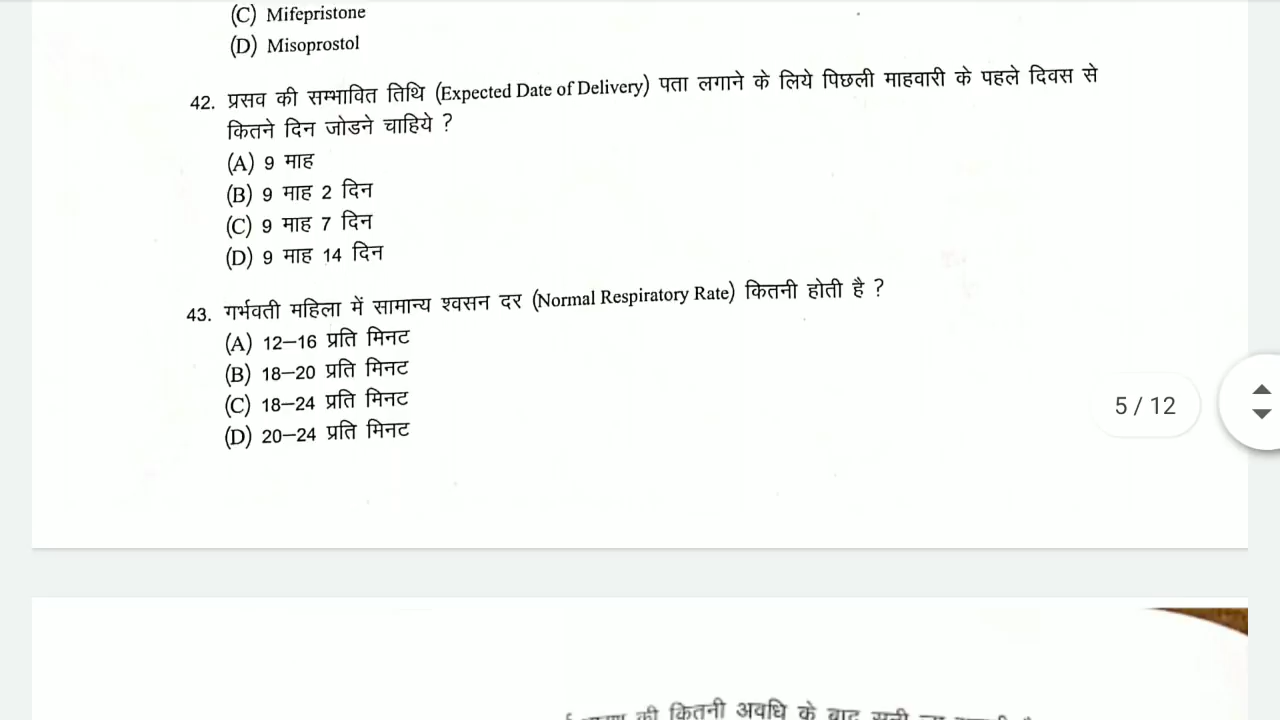 (C) Mifepristone
(D) Misoprostol
42. प्रसव की सम्भावित तिथि (Expected Date of Delivery) पता लगाने के लिये पिछली माहवारी के पहले दिवस से
कितने दिन जोडने चाहिये ?
(A) 9 माह
(B) 9 माह 2 दिन
(C) 9 माह 7 दिन
(D) 9 माह 14 दिन
43. गर्भवती महिला में सामान्य श्वसन दर (Normal Respiratory Rate) कितनी होती है ?
(A) 12–16 प्रति मिनट
(B) 18–20 प्रति मिनट
(C) 18–24 प्रति मिनट
(D) 20–24 प्रति मिनट
5 / 12
की कितनी अवधि के बाद